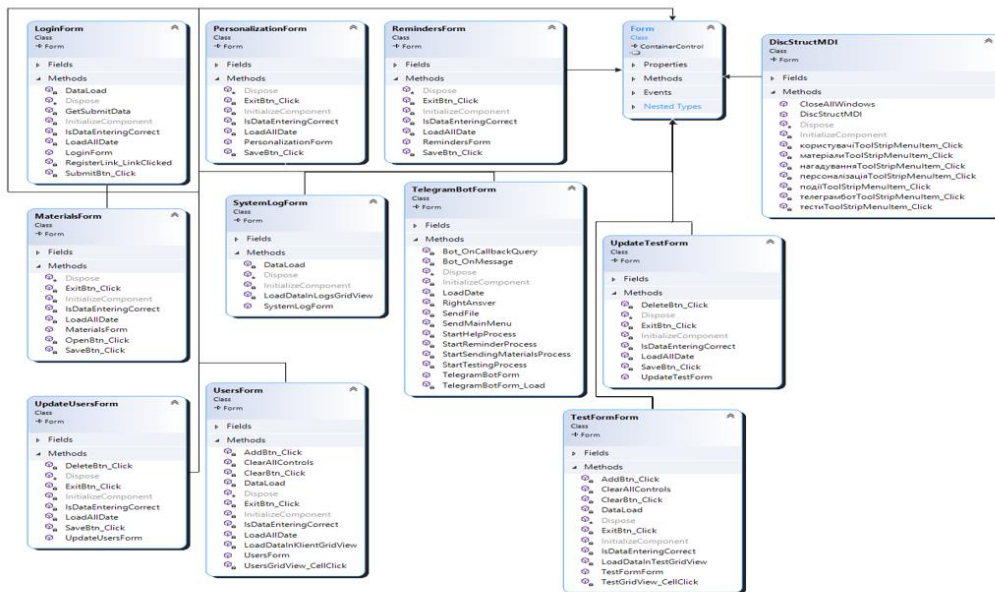 LoginForm
Class
Form
Fields
Methods
DataLoad
Dispose
GetSubmitData
InitializeComponent
IsDataEnteringCorrect
LoadAllDate
LoginForm
RegisterLink_LinkClicked
SubmitBtn_Click
PersonalizationForm
Class
Form
Fields
Methods
Dispose
ExitBtn_Click
InitializeComponent
IsDataEnteringCorrect
LoadAllDate
PersonalizationForm
SaveBtn_Click
RemindersForm
Class
Form
Fields
Methods
Dispose
ExitBtn_Click
InitializeComponent
IsDataEnteringCorrect
LoadAllDate
RemindersForm
SaveBtn_Click
Form
Class
ContainerControl
Properties
Methods
Events
Nested Types
DiscStructMDI
Class
Form
Fields
Methods
CloseAllWindows
DiscStructMDI
Dispose
InitializeComponent
користувачіToolStripMenuItem_Click
матеріалиToolStripMenuItem_Click
нагадуванняToolStripMenuItem_Click
персоналізаціяToolStripMenuItem_Click
подіїToolStripMenuItem_Click
телеграмботToolStripMenuItem_Click
тестиToolStripMenuItem_Click
MaterialsForm
Class
Form
Fields
Methods
Dispose
ExitBtn_Click
InitializeComponent
IsDataEnteringCorrect
LoadAllDate
MaterialsForm
OpenBtn_Click
SaveBtn_Click
SystemLogForm
Class
Form
Fields
Methods
DataLoad
Dispose
InitializeComponent
LoadDataInLogsGridView
SystemLogForm
TelegramBotForm
Class
Form
Fields
Methods
Bot_OnCallbackQuery
Bot_OnMessage
Dispose
InitializeComponent
LoadDate
RightAnsver
SendFile
SendMainMenu
StartHelpProcess
StartReminderProcess
StartSendingMaterialsProcess
StartTestingProcess
TelegramBotForm
TelegramBotForm_Load
UpdateTestForm
Class
Form
Fields
Methods
DeleteBtn_Click
Dispose
ExitBtn_Click
InitializeComponent
IsDataEnteringCorrect
LoadAllDate
SaveBtn_Click
UpdateTestForm
UpdateUsersForm
Class
Form
Fields
Methods
DeleteBtn_Click
Dispose
ExitBtn_Click
InitializeComponent
IsDataEnteringCorrect
LoadAllDate
SaveBtn_Click
UpdateUsersForm
UsersForm
Class
Form
Fields
Methods
AddBtn_Click
ClearAllControls
ClearBtn_Click
DataLoad
Dispose
ExitBtn_Click
InitializeComponent
IsDataEnteringCorrect
LoadAllDate
LoadDataInKlientGridView
UsersForm
UsersGridView_CellClick
TestFormForm
Class
Form
Fields
Methods
AddBtn_Click
ClearAllControls
ClearBtn_Click
DataLoad
Dispose
ExitBtn_Click
InitializeComponent
IsDataEnteringCorrect
LoadDataInTestGridView
TestFormForm
TestGridView_CellClick